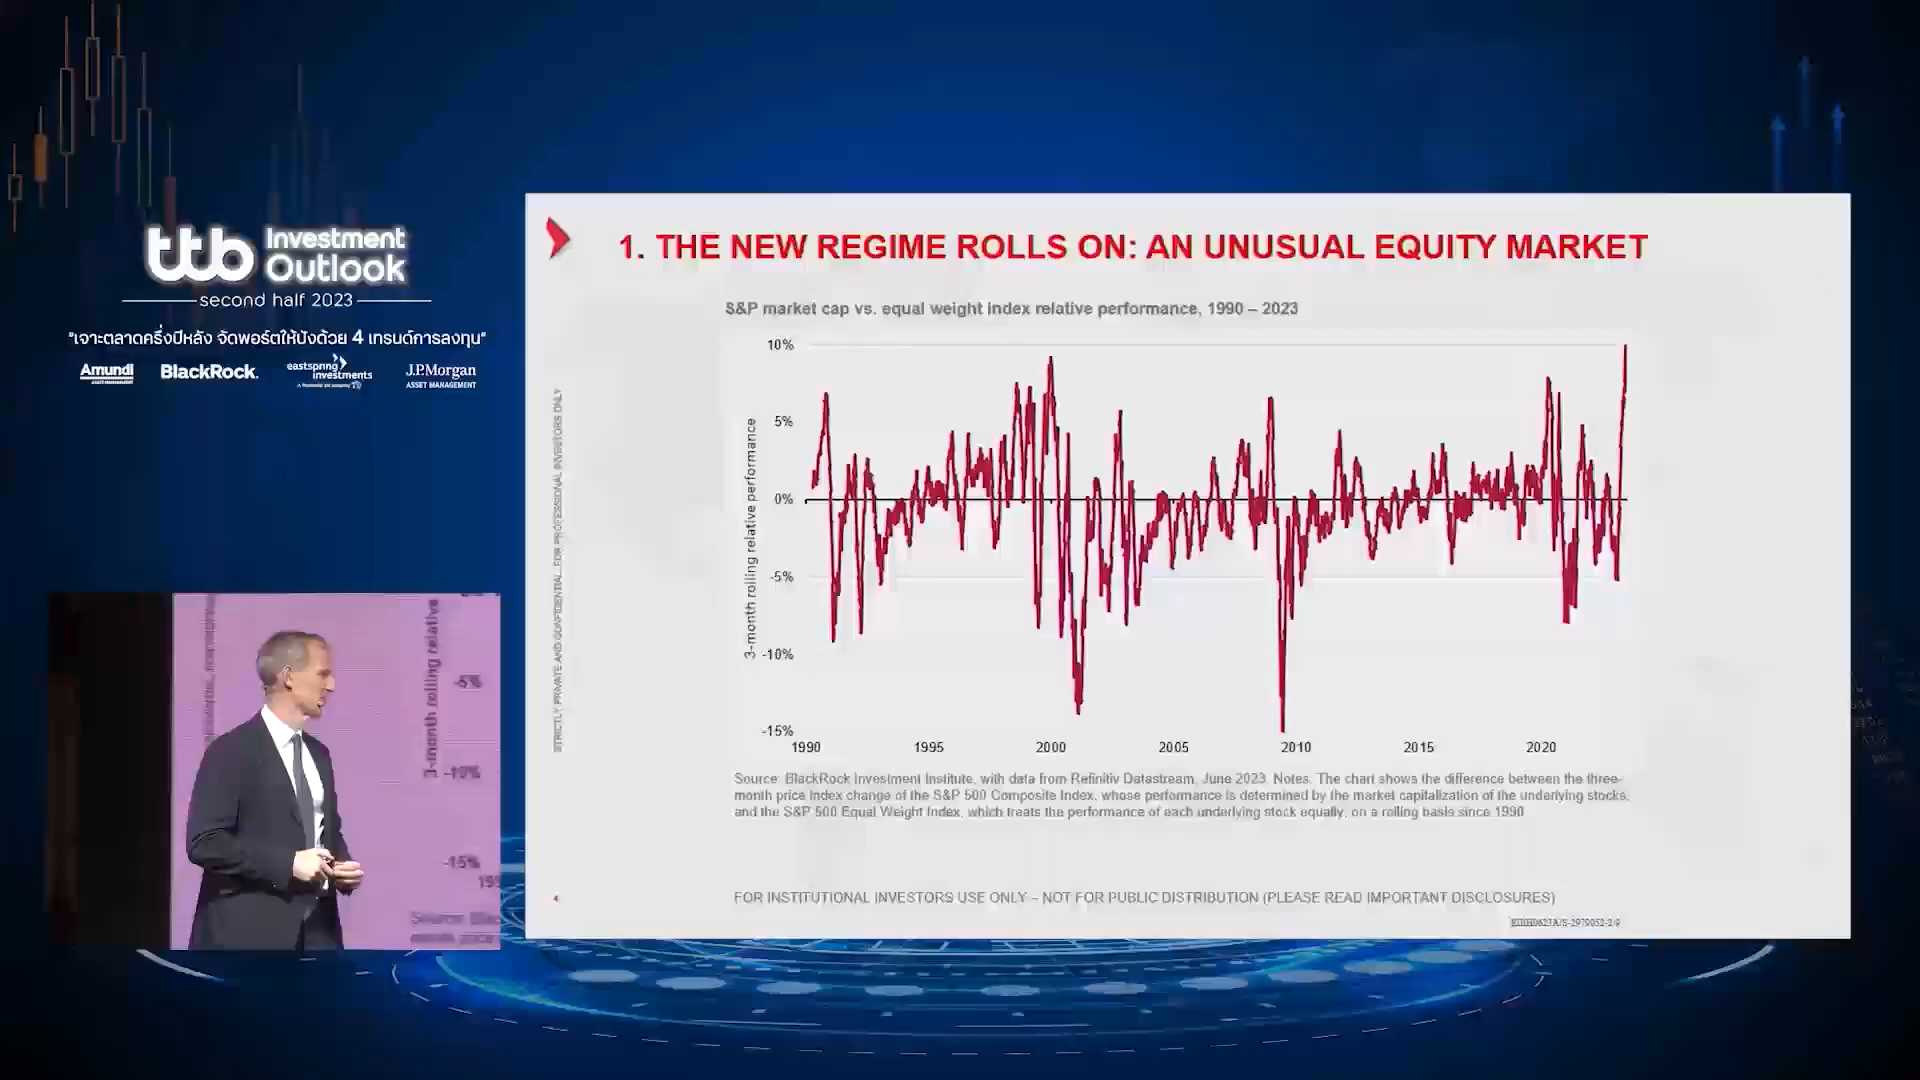 ttb Investment
Outlook
second half 2023
"เจาะตลาดครึ่งปีหลัง จัดพอร์ตให้ปังด้วย 4 เทรนด์การลงทุน"
Amundi
ASSET MANAGEMENT
BlackRock.
eastspring
investments
J.P.Morgan
ASSET MANAGEMENT
1. THE NEW REGIME ROLLS ON: AN UNUSUAL EQUITY MARKET
S&P market cap vs. equal weight index relative performance, 1990 – 2023
3-month rolling relative performance
10%
5%
0%
-5%
-10%
-15%
1990 1995 2000 2005 2010 2015 2020
Source: BlackRock Investment Institute, with data from Refinitiv Datastream, June 2023. Notes: The chart shows the difference between the three-
month price index change of the S&P 500 Composite Index, whose performance is determined by the market capitalization of the underlying stocks,
and the S&P 500 Equal Weight Index, which treats the performance of each underlying stock equally, on a rolling basis since 1990
STRICTLY PRIVATE AND CONFIDENTIAL. FOR PROFESSIONAL INVESTORS ONLY
4
FOR INSTITUTIONAL INVESTORS USE ONLY – NOT FOR PUBLIC DISTRIBUTION (PLEASE READ IMPORTANT DISCLOSURES)
3-month rolling relative
-5%
-10%
-15%